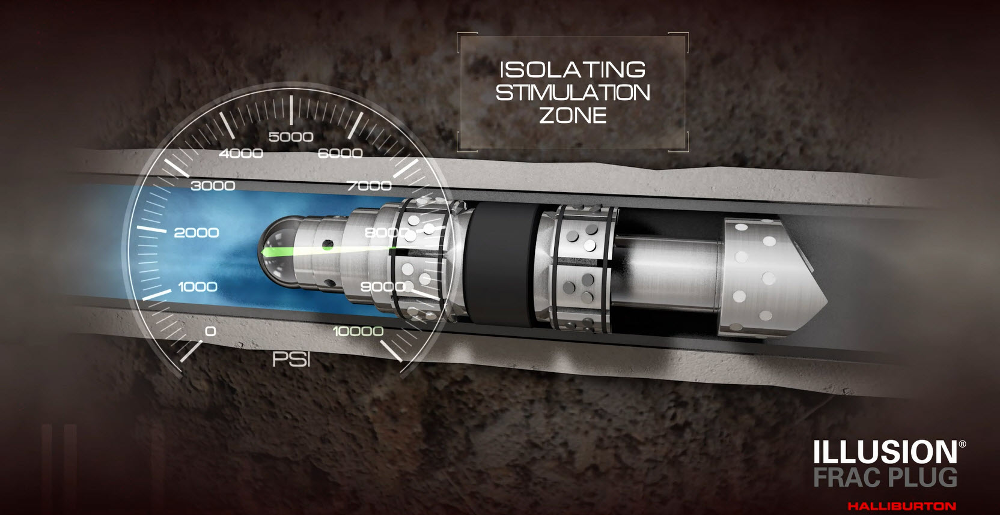 ISOLATING
STIMULATION
ZONE
5000
4000
6000
3000
7000
2000
8000
1000
9000
0
10000
PSI
ILLUSION®
FRAC PLUG
HALLIBURTON